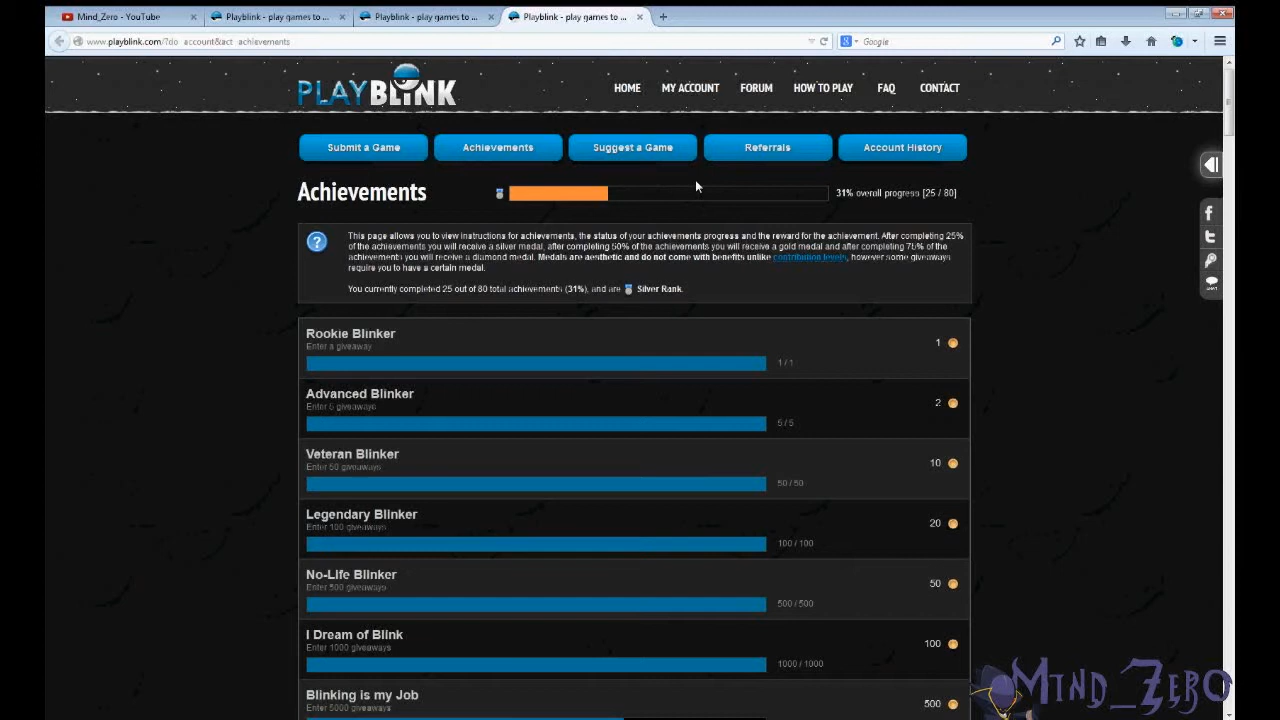 Mind_Zero - YouTube
Playblink - play games to ...
Playblink - play games to ...
Playblink - play games to ...
www.playblink.com/?do account&act achievements
Google
PLAYBLINK
HOME MY ACCOUNT FORUM HOW TO PLAY FAQ CONTACT
Submit a Game Achievements Suggest a Game Referrals Account History
Achievements
31% overall progress [25 / 80]
This page allows you to view instructions for achievements, the status of your achievements progress and the reward for the achievement. After completing 25%
of the achievements you will receive a silver medal, after completing 50% of the achievements you will receive a gold medal and after completing 75% of the
achievements you will receive a diamond medal. Medals are aesthetic and do not come with benefits unlike contribution levels, however some giveaways
require you to have a certain medal.
You currently completed 25 out of 80 total achievements (31%), and are Silver Rank.
Rookie Blinker
Enter a giveaway
1 / 1
1
Advanced Blinker
Enter 5 giveaways
5 / 5
2
Veteran Blinker
Enter 50 giveaways
50 / 50
10
Legendary Blinker
Enter 100 giveaways
100 / 100
20
No-Life Blinker
Enter 500 giveaways
500 / 500
50
I Dream of Blink
Enter 1000 giveaways
1000 / 1000
100
Blinking is my Job
Enter 5000 giveaways
500
Mind_Zero